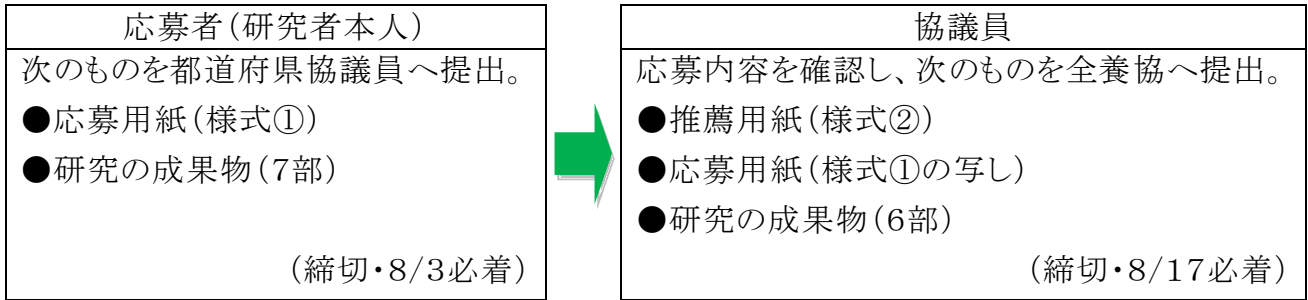 応募者(研究者本人)
次のものを都道府県協議員へ提出。
●応募用紙(様式①)
●研究の成果物(7部)
(締切・8/3必着)
協議員
応募内容を確認し、次のものを全養協へ提出。
●推薦用紙(様式②)
●応募用紙(様式①の写し)
●研究の成果物(6部)
(締切・8/17必着)